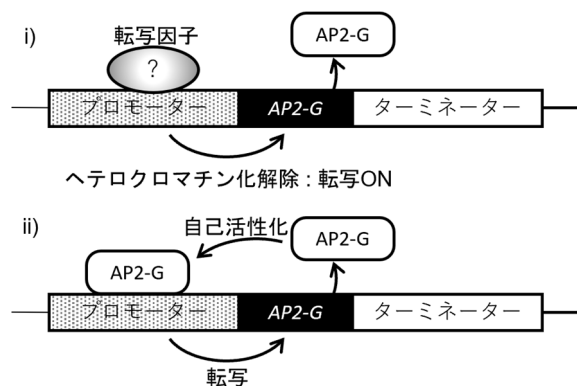 i)
転写因子
?
AP2-G
プロモーター
AP2-G
ターミネーター
ヘテロクロマチン化解除 : 転写ON
ii)
自己活性化
AP2-G
AP2-G
プロモーター
AP2-G
ターミネーター
転写